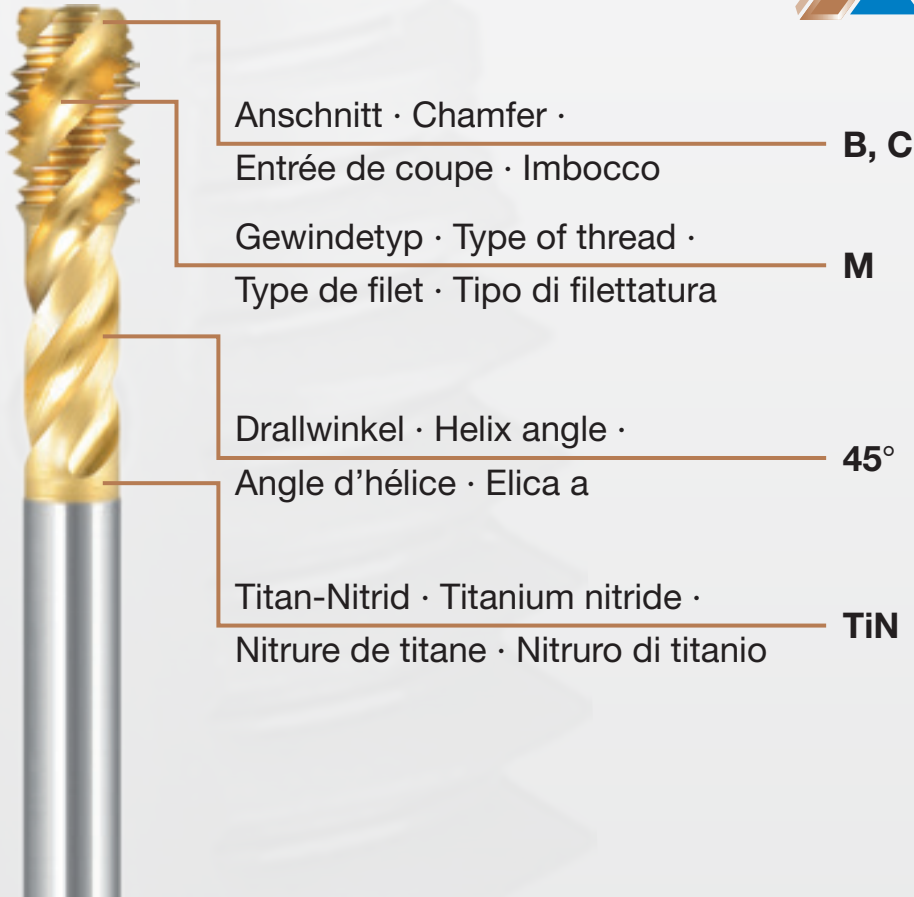 Anschnitt · Chamfer ·
B, C
Entrée de coupe · Imbocco
Gewindetyp · Type of thread ·
M
Type de filet · Tipo di filettatura
Drallwinkel · Helix angle ·
45°
Angle d’hélice · Elica a
Titan-Nitrid · Titanium nitride ·
TiN
Nitrure de titane · Nitruro di titanio